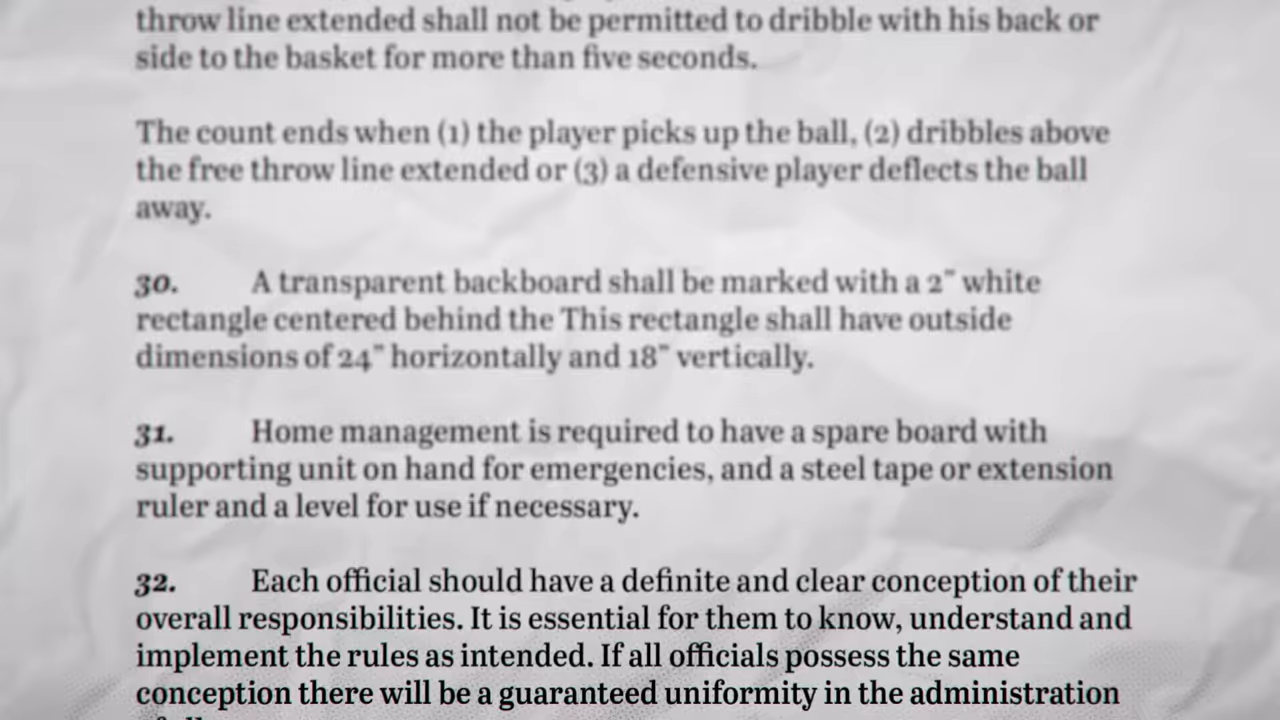 throw line extended shall not be permitted to dribble with his back or
side to the basket for more than five seconds.
The count ends when (1) the player picks up the ball, (2) dribbles above
the free throw line extended or (3) a defensive player deflects the ball
away.
30. A transparent backboard shall be marked with a 2" white
rectangle centered behind the This rectangle shall have outside
dimensions of 24" horizontally and 18" vertically.
31. Home management is required to have a spare board with
supporting unit on hand for emergencies, and a steel tape or extension
ruler and a level for use if necessary.
32. Each official should have a definite and clear conception of their
overall responsibilities. It is essential for them to know, understand and
implement the rules as intended. If all officials possess the same
conception there will be a guaranteed uniformity in the administration